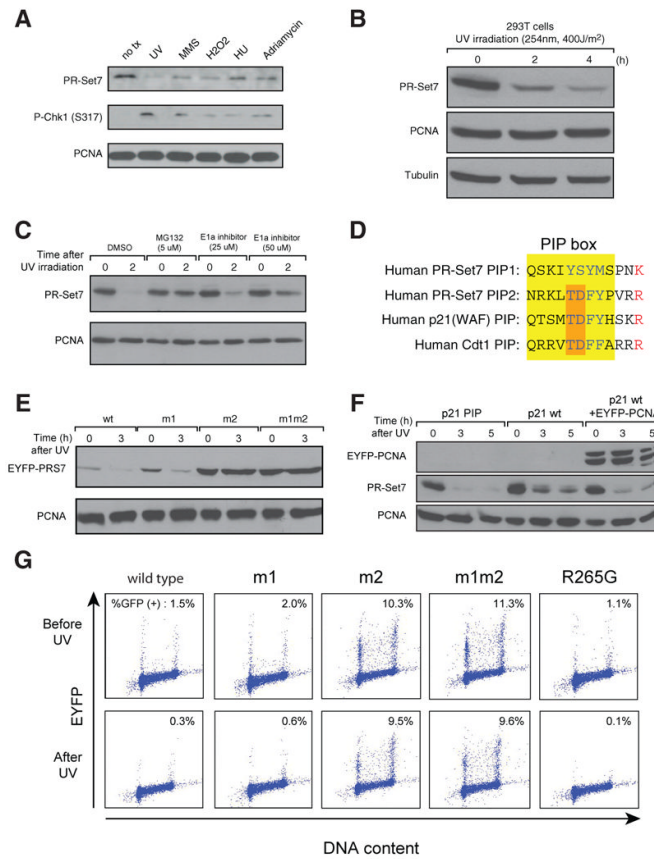 A
no tx UV MMS H2O2 HU Adriamycin
PR-Set7
P-Chk1 (S317)
PCNA
B
293T cells
UV irradiation (254nm, 400J/m²)
0 2 4 (h)
PR-Set7
PCNA
Tubulin
C
DMSO MG132 (5 uM) E1a inhibitor (25 uM) E1a inhibitor (50 uM)
Time after UV irradiation 0 2 0 2 0 2 0 2
PR-Set7
PCNA
D
PIP box
Human PR-Set7 PIP1: QSKIYSYMSPNK
Human PR-Set7 PIP2: NRKLTDFYPVRR
Human p21(WAF) PIP: QTSMTDFYHSKR
Human Cdt1 PIP: QRRVTDFFARRR
E
wt m1 m2 m1m2
Time (h) after UV 0 3 0 3 0 3 0 3
EYFP-PRS7
PCNA
F
p21 PIP p21 wt p21 wt +EYFP-PCNA
Time (h) after UV 0 3 5 0 3 5 0 3 5
EYFP-PCNA
PR-Set7
PCNA
G
wild type m1 m2 m1m2 R265G
Before UV
%GFP (+) : 1.5% 2.0% 10.3% 11.3% 1.1%
EYFP
After UV
0.3% 0.6% 9.5% 9.6% 0.1%
DNA content